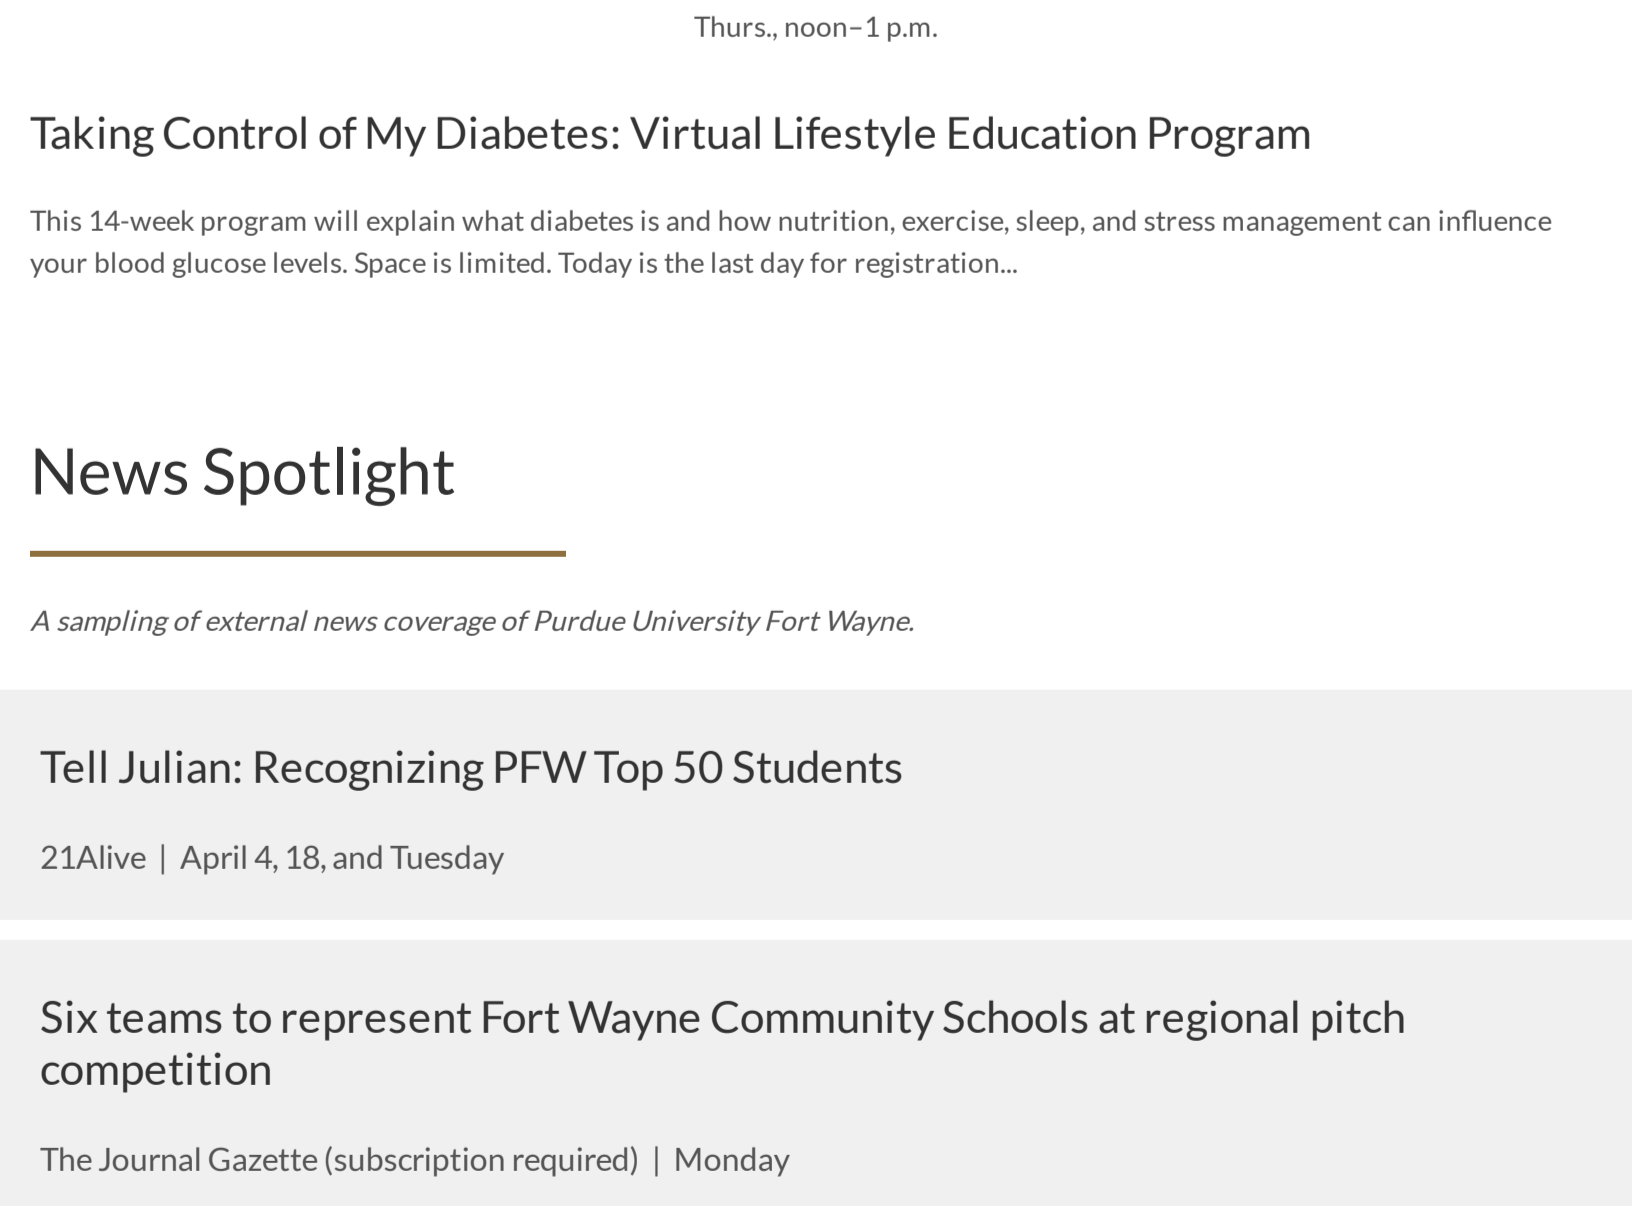 Thurs., noon–1 p.m.
Taking Control of My Diabetes: Virtual Lifestyle Education Program
This 14-week program will explain what diabetes is and how nutrition, exercise, sleep, and stress management can influence
your blood glucose levels. Space is limited. Today is the last day for registration...
News Spotlight
A sampling of external news coverage of Purdue University Fort Wayne.
Tell Julian: Recognizing PFW Top 50 Students
21Alive | April 4, 18, and Tuesday
Six teams to represent Fort Wayne Community Schools at regional pitch
competition
The Journal Gazette (subscription required) | Monday